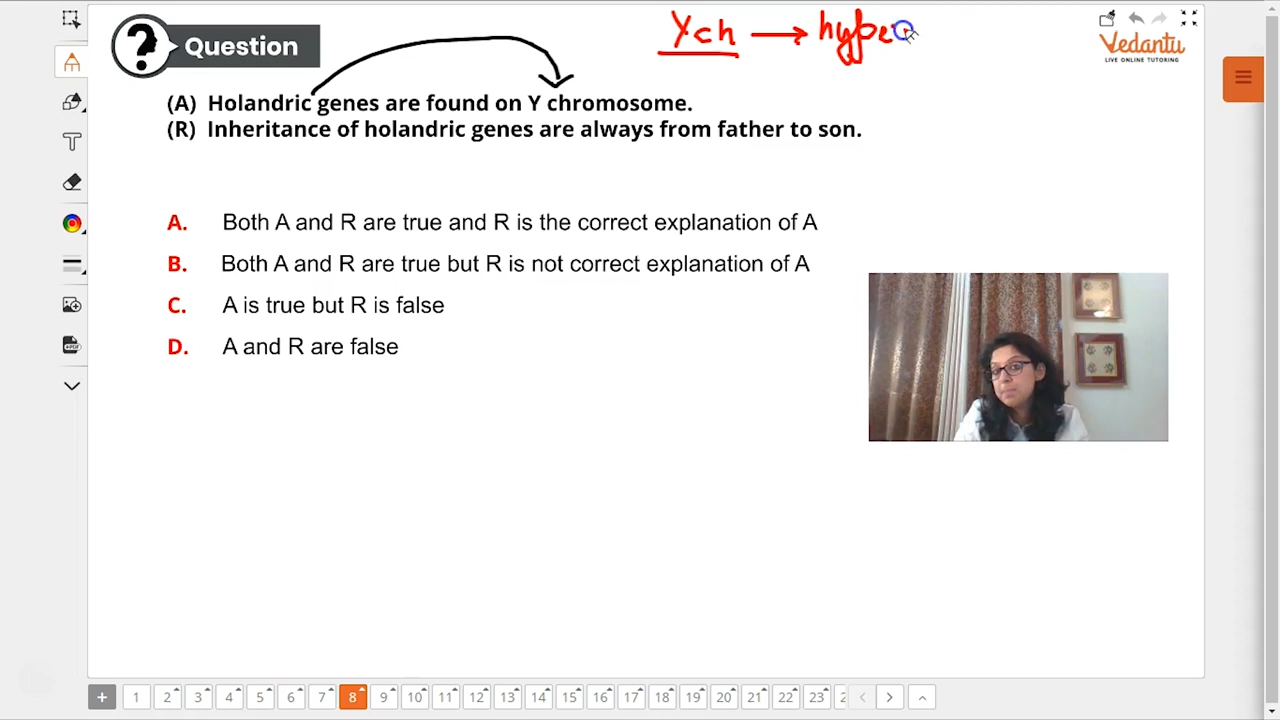 Ych → hype
Question
Vedantu
LIVE ONLINE TUTORING
(A) Holandric genes are found on Y chromosome.
(R) Inheritance of holandric genes are always from father to son.
A. Both A and R are true and R is the correct explanation of A
B. Both A and R are true but R is not correct explanation of A
C. A is true but R is false
D. A and R are false
+ 1 2 3 4 5 6 7 8 9 10 11 12 13 14 15 16 17 18 19 20 21 22 23 2